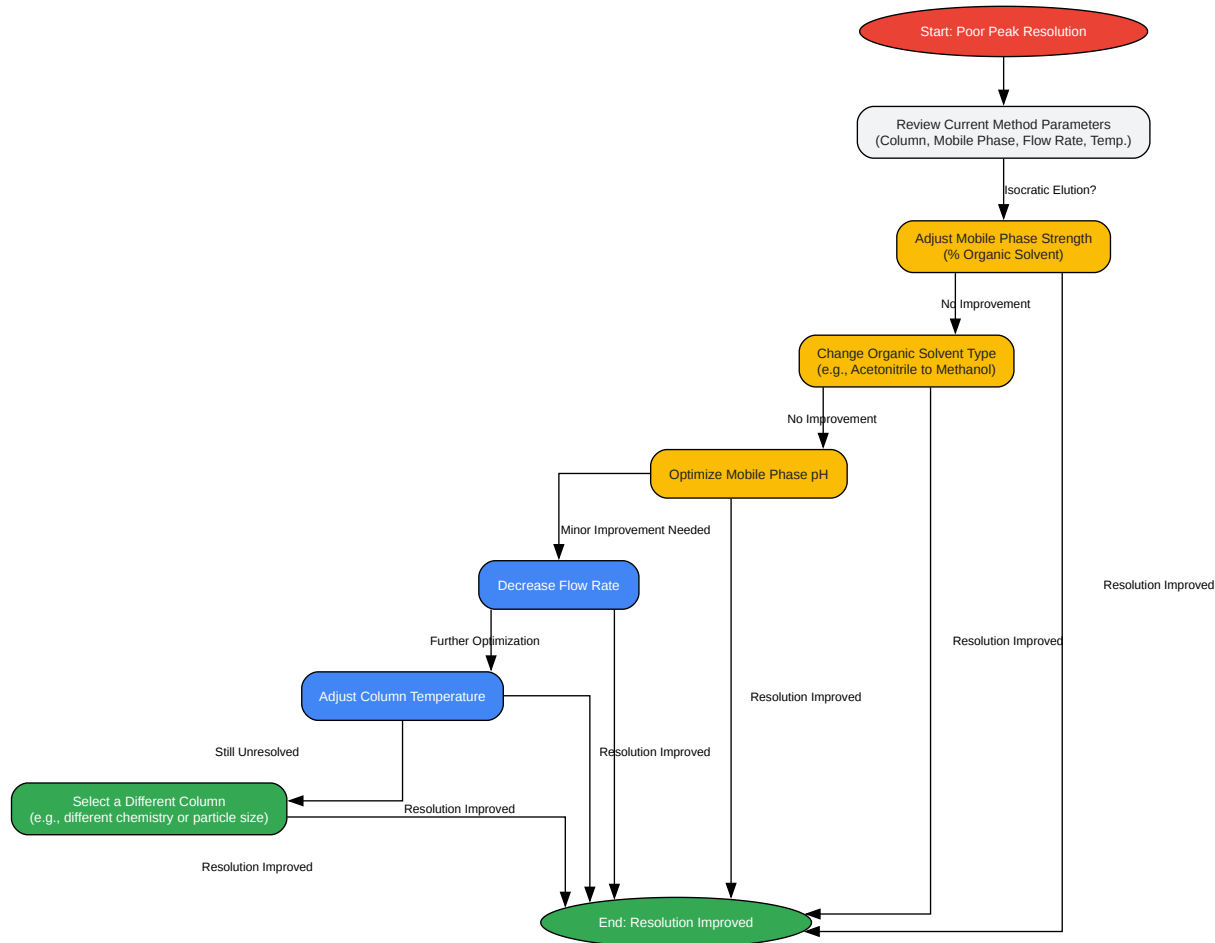 Start: Poor Peak Resolution
Review Current Method Parameters
(Column, Mobile Phase, Flow Rate, Temp.)
Isocratic Elution?
Adjust Mobile Phase Strength
(% Organic Solvent)
No Improvement
Change Organic Solvent Type
(e.g., Acetonitrile to Methanol)
No Improvement
Optimize Mobile Phase pH
Minor Improvement Needed
Decrease Flow Rate
Resolution Improved
Further Optimization
Resolution Improved
Adjust Column Temperature
Resolution Improved
Still Unresolved
Resolution Improved
Select a Different Column
(e.g., different chemistry or particle size)
Resolution Improved
Resolution Improved
End: Resolution Improved